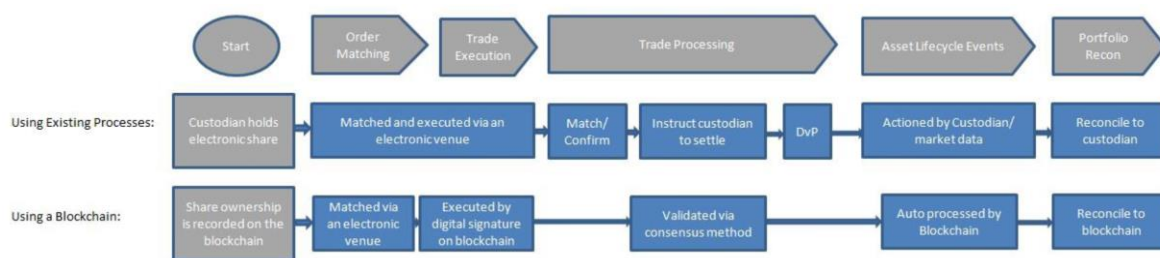 Start
Order
Matching
Trade
Execution
Trade Processing
Asset Lifecycle Events
Portfolio
Recon
Using Existing Processes:
Custodian holds
electronic share
Matched and executed via an
electronic venue
Match/
Confirm
Instruct custodian
to settle
DvP
Actioned by Custodian/
market data
Reconcile to
custodian
Using a Blockchain:
Share ownership
is recorded on the
blockchain
Matched via
an electronic
venue
Executed by
digital signature
on blockchain
Validated via
consensus method
Auto processed by
Blockchain
Reconcile to
blockchain